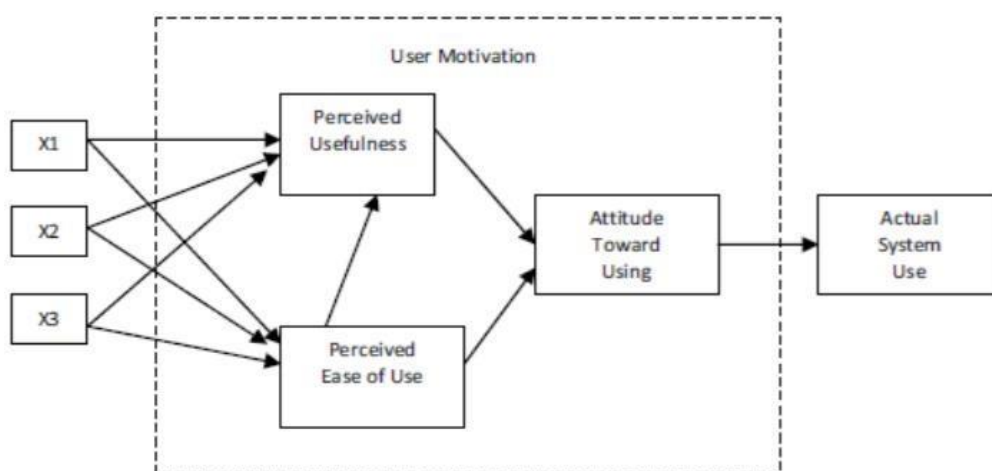 User Motivation
X1
X2
X3
Perceived
Usefulness
Perceived
Ease of Use
Attitude
Toward
Using
Actual
System
Use